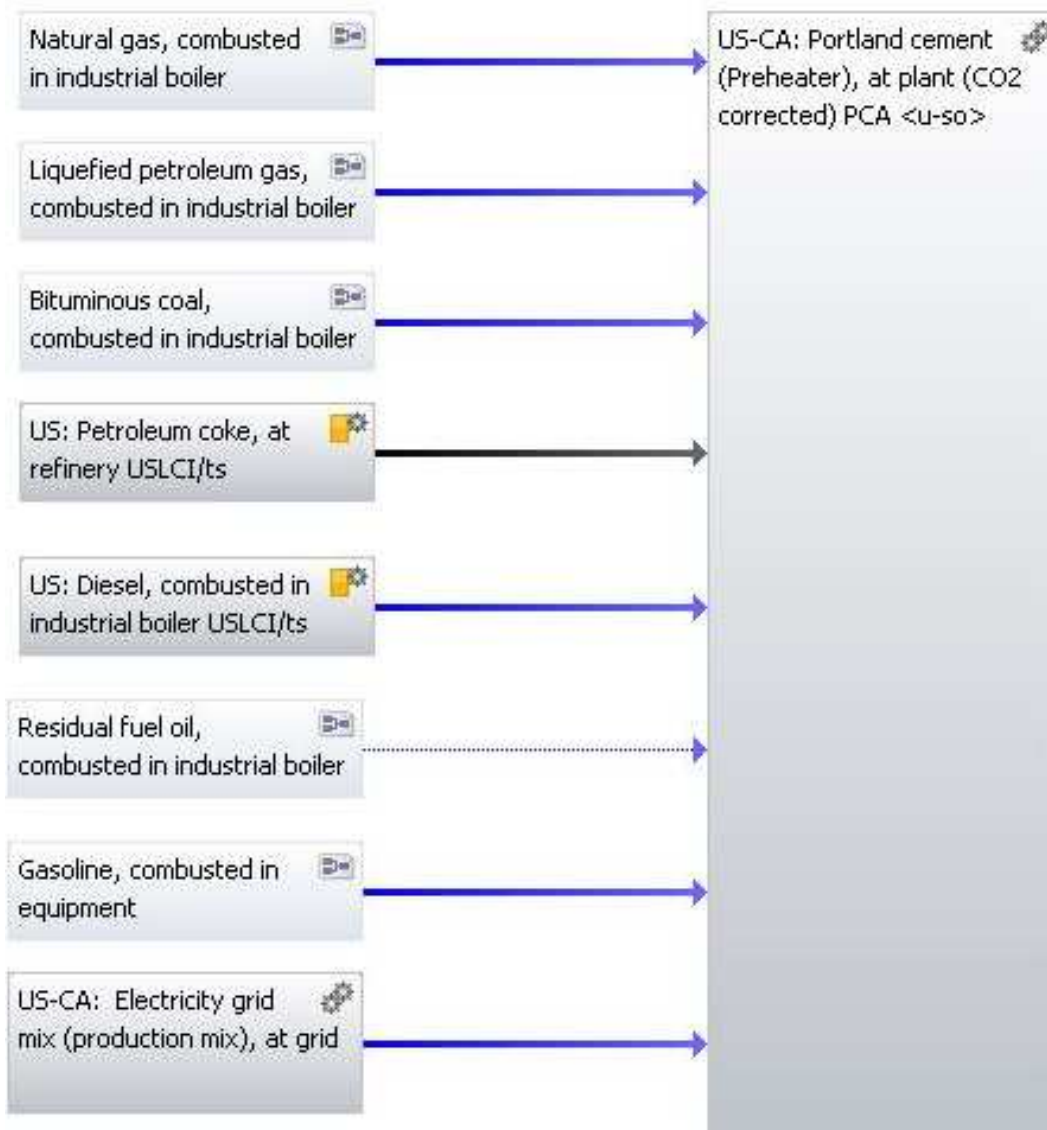 Natural gas, combusted
in industrial boiler
Liquefied petroleum gas,
combusted in industrial boiler
Bituminous coal,
combusted in industrial boiler
US: Petroleum coke, at
refinery USLCI/ts
US: Diesel, combusted in
industrial boiler USLCI/ts
Residual fuel oil,
combusted in industrial boiler
Gasoline, combusted in
equipment
US-CA: Electricity grid
mix (production mix), at grid
US-CA: Portland cement
(Preheater), at plant (CO2
corrected) PCA <u-so>